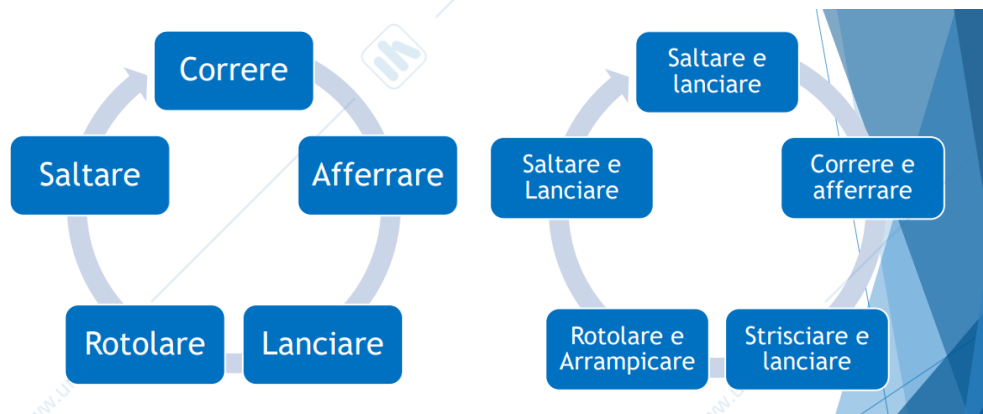 Correre
Afferrare
Lanciare
Rotolare
Saltare
Saltare e
lanciare
Correre e
afferrare
Strisciare e
lanciare
Rotolare e
Arrampicare
Saltare e
Lanciare